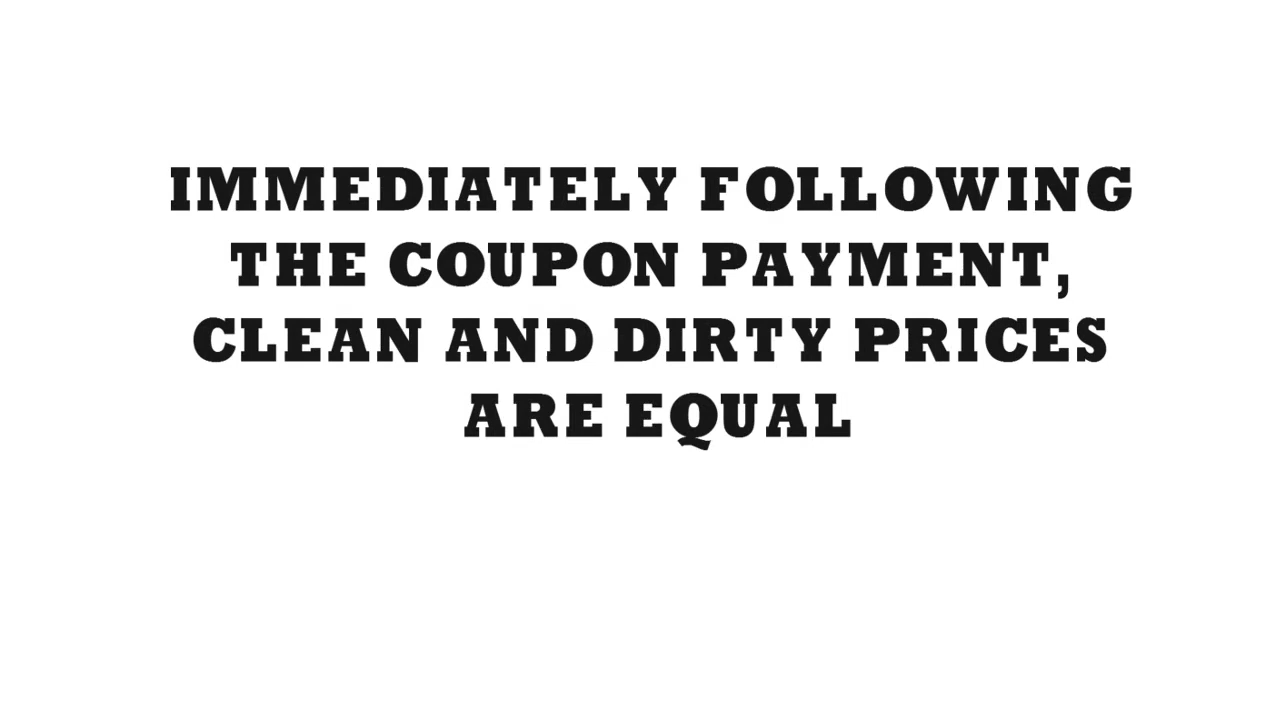 IMMEDIATELY FOLLOWING
THE COUPON PAYMENT,
CLEAN AND DIRTY PRICES
ARE EQUAL